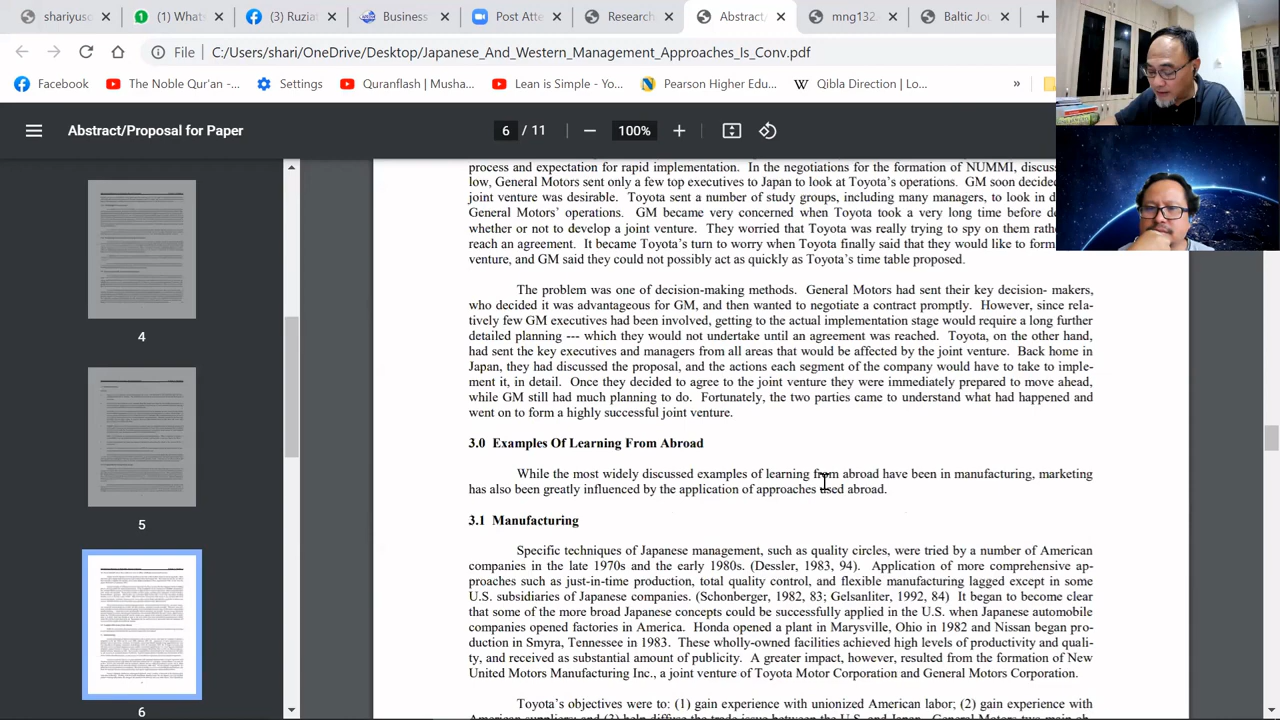 shariyusc
(1) What
(3) Ruziat
Business
Post Atte
Research
Abstract/
mng132.
Baltic Jou
File
C:/Users/shari/OneDrive/Desktop/Japanese_And_Western_Management_Approaches_Is_Conv.pdf
Facebook
The Noble Qur'an -...
Settings
Quranflash | Mus
Learn Simple - Yo...
Pearson Higher Edu...
Qibla Direction Lo...
»
Abstract/Proposal for Paper
6 / 11
100%
4
5
6
process and expectation for rapid implementation. In the negotiations for the formation of NUMMI, discus
low, General Motors sent only a few top executives to Japan to look at Toyota's operations. GM soon decided
joint venture was desirable. Toyota sent a number of study groups, including many managers, to look in d
General Motors' operations. GM became very concerned when Toyota took a very long time before de
whether or not to develop a joint venture. They worried that Toyota was really trying to spy on them rath
reach an agreement. It became Toyota's turn to worry when Toyota finally said that they would like to form
venture, and GM said they could not possibly act as quickly as Toyota's time table proposed.
The problem was one of decision-making methods. General Motors had sent their key decision- makers,
who decided it was advantageous for GM, and then wanted to negotiate a contract promptly. However, since rela-
tively few GM executives had been involved, getting to the actual implementation stage would require a long further
detailed planning --- which they would not undertake until an agreement was reached. Toyota, on the other hand,
had sent the key executives and managers from all areas that would be affected by the joint venture. Back home in
Japan, they had discussed the proposal, and the actions each segment of the company would have to take to imple-
ment it, in detail. Once they decided to agree to the joint venture they were immediately prepared to move ahead,
while GM still had much planning to do. Fortunately, the two parties came to understand what had happened and
went on to form a highly successful joint venture.
3.0 Examples Of Learning From Abroad
While the most widely discussed examples of learning from abroad have been in manufacturing, marketing
has also been greatly influenced by the application of approaches used abroad.
3.1 Manufacturing
Specific techniques of Japanese management, such as quality circles, were tried by a number of American
companies in the late 1970s and the early 1980s. (Dessler, 1983, 94). Application of more comprehensive ap-
proaches such as just-in-time production, total quality control, and flexible manufacturing lagged except in some
U.S. subsidiaries of Japanese companies. (Schonberger, 1982, 83; Gelsanliter, 1992, 84) It began to become clear
that some of the more broad Japanese concepts could be successfully applied in the U.S. when Japanese automobile
companies opened factories in America. Honda opened a plant in Marysville, Ohio in 1982 and Nissan began pro-
duction in Smyrna, Tennessee in 1983. These wholly-owned facilities achieved high levels of productivity and quali-
ty, and received a substantial amount of publicity. A greater impact, however, resulted from the formation of New
United Motors Manufacturing Inc., a joint venture of Toyota Motor Corporation and General Motors Corporation.
Toyota's objectives were to: (1) gain experience with unionized American labor; (2) gain experience with